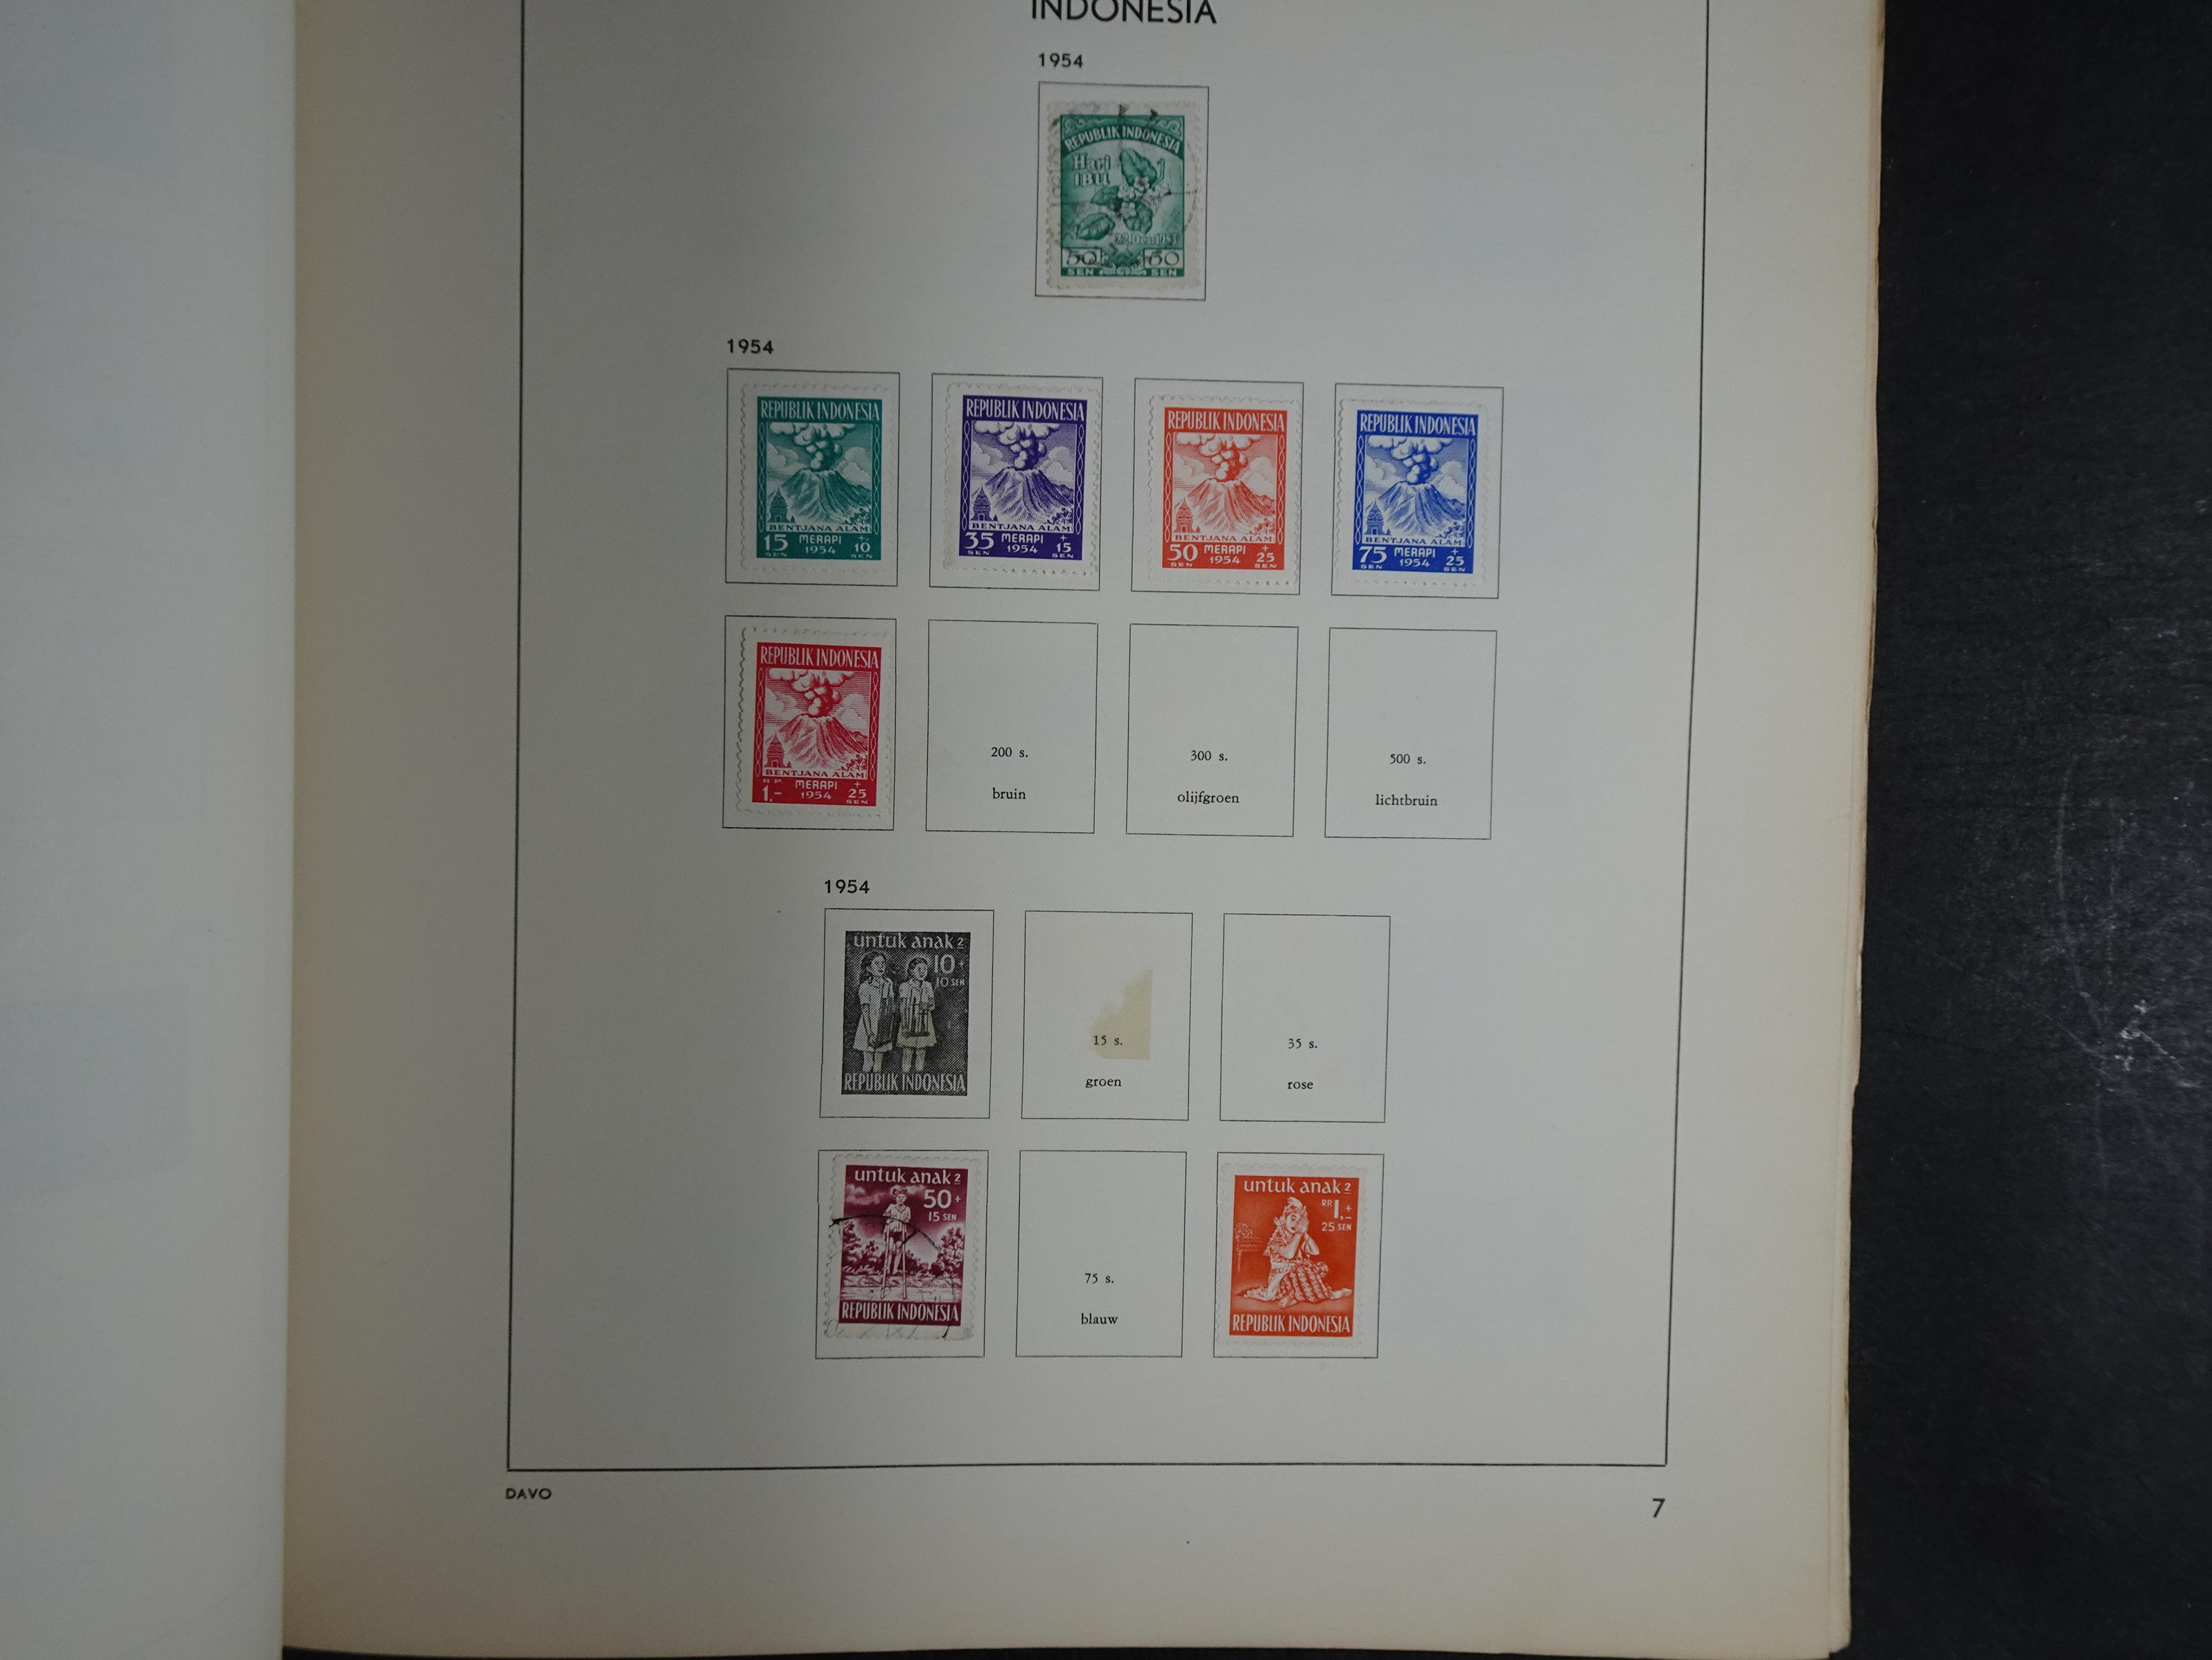 INDONESIA
1954
REPUBLIK INDONESIA
Hari
IBU
50 50
SEN SEN
1954
REPUBLIK INDONESIA
BENTJANA ALAM
15 MERAPI + 10
SEN 1954 SEN
REPUBLIK INDONESIA
BENTJANA ALAM
35 MERAPI + 15
SEN 1954 SEN
REPUBLIK INDONESIA
BENTJANA ALAM
50 MERAPI + 25
SEN 1954 SEN
REPUBLIK INDONESIA
BENTJANA ALAM
75 MERAPI + 25
SEN 1954 SEN
REPUBLIK INDONESIA
BENTJANA ALAM
RP MERAPI +
1.- 1954 25
SEN
200 s.
bruin
300 s.
olijfgroen
500 s.
lichtbruin
1954
untuk anak2
10+
10 SEN
REPUBLIK INDONESIA
15 s.
groen
35 s.
rose
untuk anak2
50+
15 SEN
REPUBLIK INDONESIA
75 s.
blauw
untuk anak2
RP 1.-+
25 SEN
REPUBLIK INDONESIA
DAVO
7